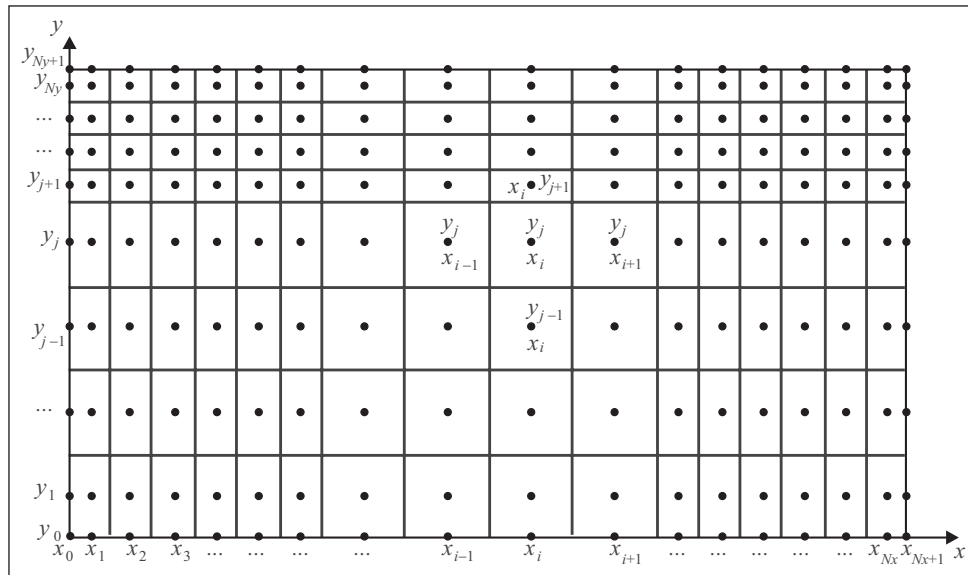 y
y_{Ny+1}
y_{Ny}
...
...
y_{j+1}
x_i y_{j+1}
y_j y_j y_j y_j
x_{i-1} x_i x_{i+1}
y_{j-1} y_{j-1}
x_i
...
y_1
y_0
x_0 x_1 x_2 x_3 ... ... ... ... x_{i-1} x_i x_{i+1} ... ... ... ... ... x_{Nx} x_{Nx+1} x